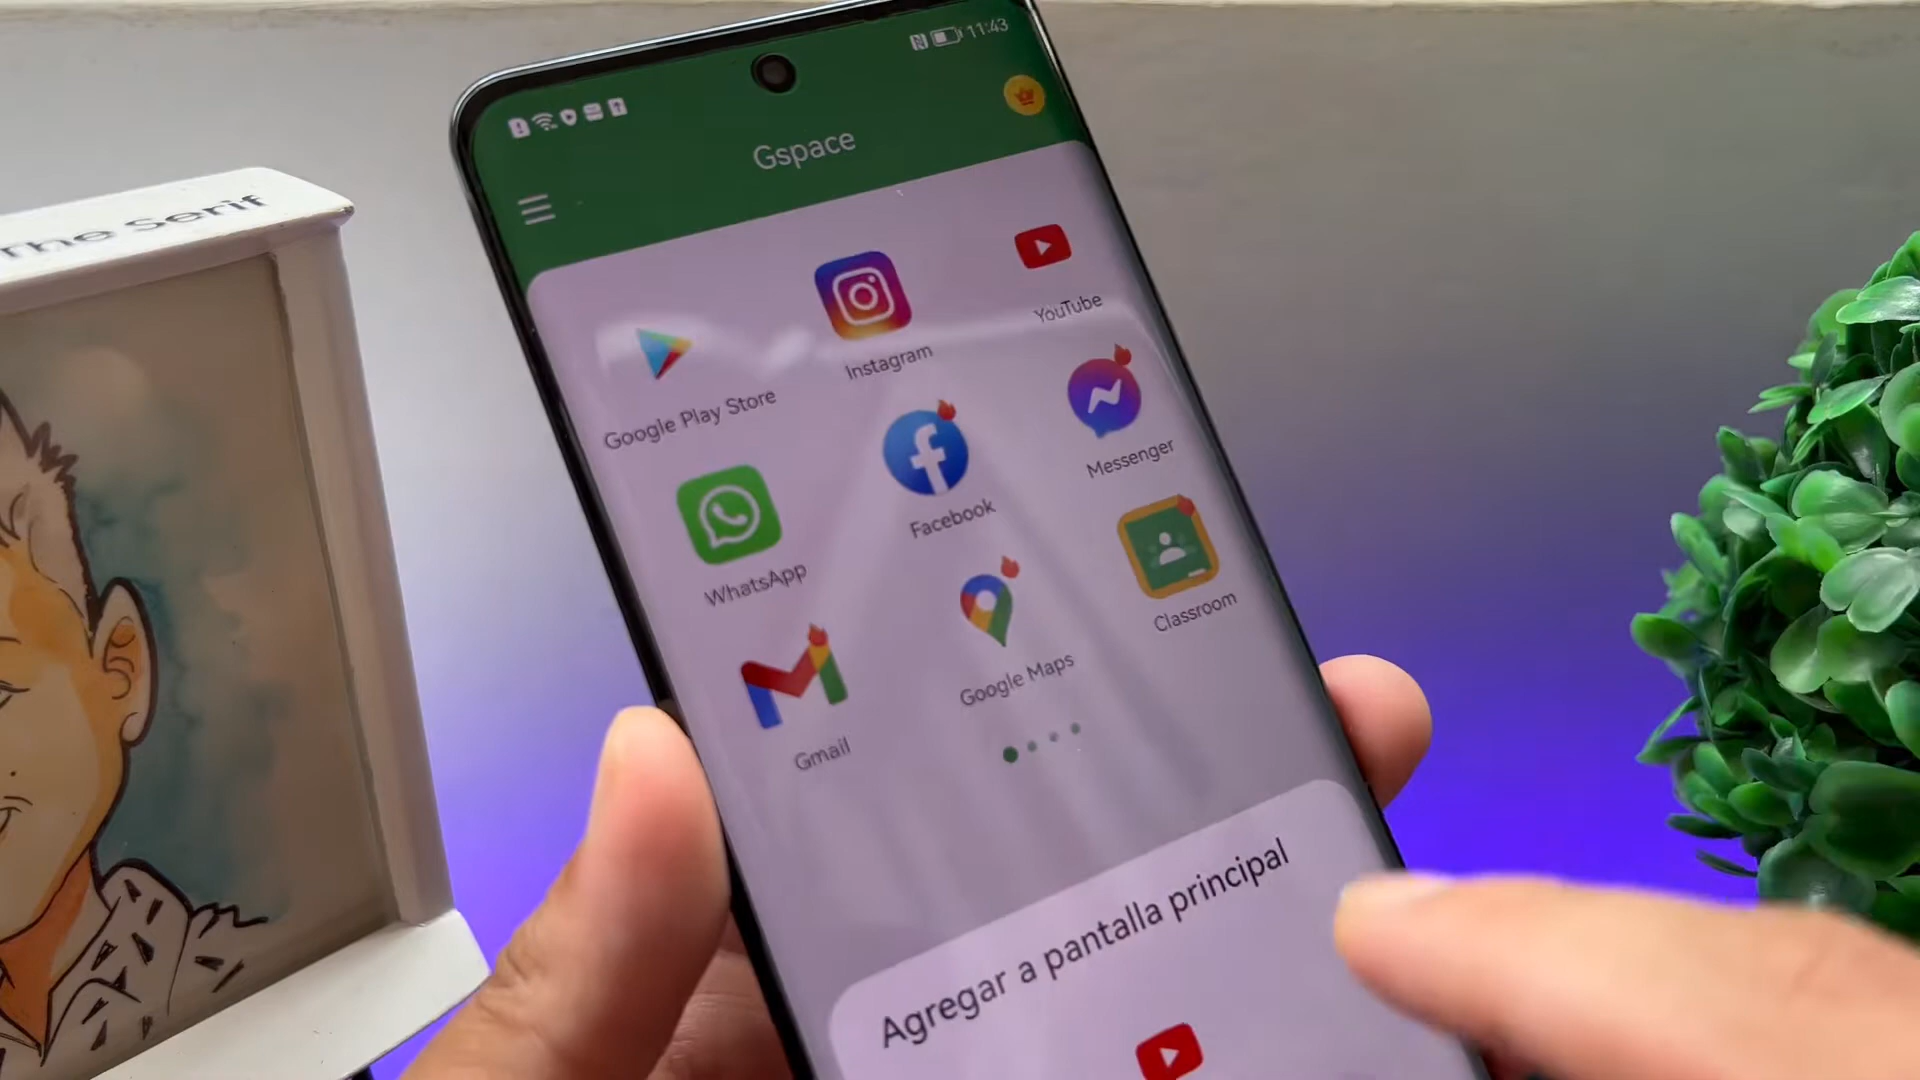 The Serif
11:43
Gspace
Google Play Store
Instagram
YouTube
WhatsApp
Facebook
Messenger
Gmail
Google Maps
Classroom
Agregar a pantalla principal